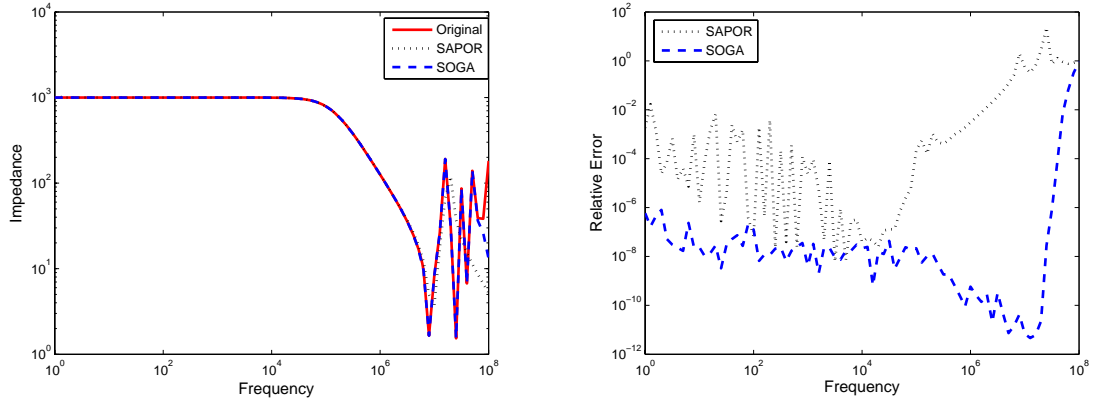 10^4
10^3
10^2
10^1
10^0
Impedance
Original
SAPOR
SOGA
10^0 10^2 10^4 10^6 10^8
Frequency
10^2
10^0
10^-2
10^-4
10^-6
10^-8
10^-10
10^-12
Relative Error
SAPOR
SOGA
10^0 10^2 10^4 10^6 10^8
Frequency